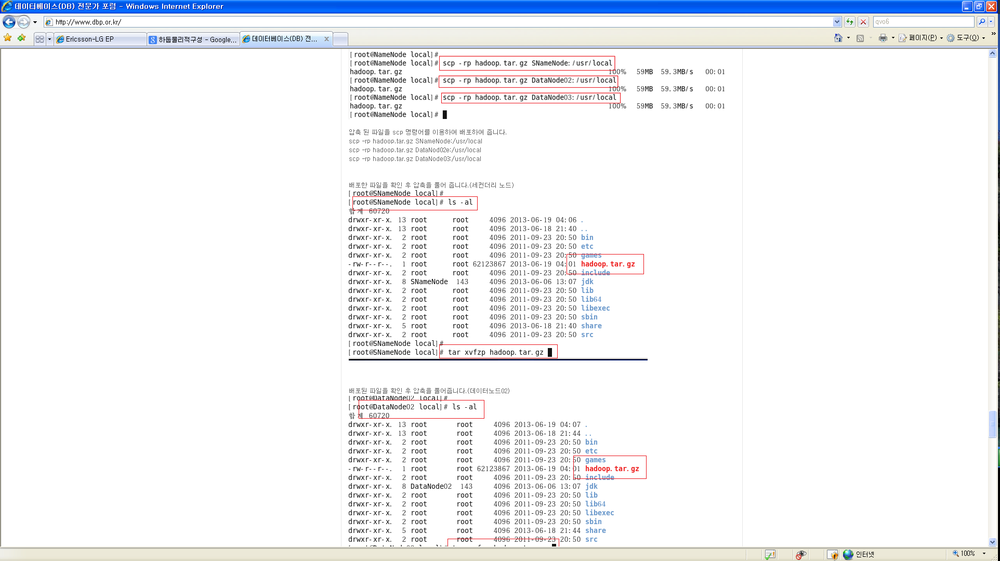 데이터베이스(DB) 전문가 포럼 - Windows Internet Explorer
http://www.dbp.or.kr/
qvo6
Ericsson-LG EP
하둡물리적구성 - Google...
데이터베이스(DB) 전...
페이지(P)
도구(O)
[root@NameNode local]#
[root@NameNode local]# scp -rp hadoop.tar.gz SNameNode:/usr/local
hadoop.tar.gz 100% 59MB 59.3MB/s 00:01
[root@NameNode local]# scp -rp hadoop.tar.gz DataNode02:/usr/local
hadoop.tar.gz 100% 59MB 59.3MB/s 00:01
[root@NameNode local]# scp -rp hadoop.tar.gz DataNode03:/usr/local
hadoop.tar.gz 100% 59MB 59.3MB/s 00:01
[root@NameNode local]#
압축 된 파일을 scp 명령어를 이용하여 배포하여 줍니다.
scp -rp hadoop.tar.gz SNameNode:/usr/local
scp -rp hadoop.tar.gz DataNod02e:/usr/local
scp -rp hadoop.tar.gz DataNode03:/usr/local
배포한 파일을 확인 후 압축을 풀어 줍니다.(세컨더리 노드)
[root@SNameNode local]#
[root@SNameNode local]# ls -al
합계 60720
drwxr-xr-x. 13 root root 4096 2013-06-19 04:06 .
drwxr-xr-x. 13 root root 4096 2013-06-18 21:40 ..
drwxr-xr-x. 2 root root 4096 2011-09-23 20:50 bin
drwxr-xr-x. 2 root root 4096 2011-09-23 20:50 etc
drwxr-xr-x. 2 root root 4096 2011-09-23 20:50 games
-rw-r--r--. 1 root root 62123867 2013-06-19 04:01 hadoop.tar.gz
drwxr-xr-x. 2 root root 4096 2011-09-23 20:50 include
drwxr-xr-x. 8 SNameNode 143 4096 2013-06-06 13:07 jdk
drwxr-xr-x. 2 root root 4096 2011-09-23 20:50 lib
drwxr-xr-x. 2 root root 4096 2011-09-23 20:50 lib64
drwxr-xr-x. 2 root root 4096 2011-09-23 20:50 libexec
drwxr-xr-x. 2 root root 4096 2011-09-23 20:50 sbin
drwxr-xr-x. 5 root root 4096 2013-06-18 21:40 share
drwxr-xr-x. 2 root root 4096 2011-09-23 20:50 src
[root@SNameNode local]#
[root@SNameNode local]# tar xvfzp hadoop.tar.gz
배포된 파일을 확인 후 압축을 풀어줍니다.(데이터노드02)
[root@DataNode02 local]#
[root@DataNode02 local]# ls -al
합계 60720
drwxr-xr-x. 13 root root 4096 2013-06-19 04:07 .
drwxr-xr-x. 13 root root 4096 2013-06-18 21:44 ..
drwxr-xr-x. 2 root root 4096 2011-09-23 20:50 bin
drwxr-xr-x. 2 root root 4096 2011-09-23 20:50 etc
drwxr-xr-x. 2 root root 4096 2011-09-23 20:50 games
-rw-r--r--. 1 root root 62123867 2013-06-19 04:01 hadoop.tar.gz
drwxr-xr-x. 2 root root 4096 2011-09-23 20:50 include
drwxr-xr-x. 8 DataNode02 143 4096 2013-06-06 13:07 jdk
drwxr-xr-x. 2 root root 4096 2011-09-23 20:50 lib
drwxr-xr-x. 2 root root 4096 2011-09-23 20:50 lib64
drwxr-xr-x. 2 root root 4096 2011-09-23 20:50 libexec
drwxr-xr-x. 2 root root 4096 2011-09-23 20:50 sbin
drwxr-xr-x. 5 root root 4096 2013-06-18 21:44 share
drwxr-xr-x. 2 root root 4096 2011-09-23 20:50 src
인터넷
100%